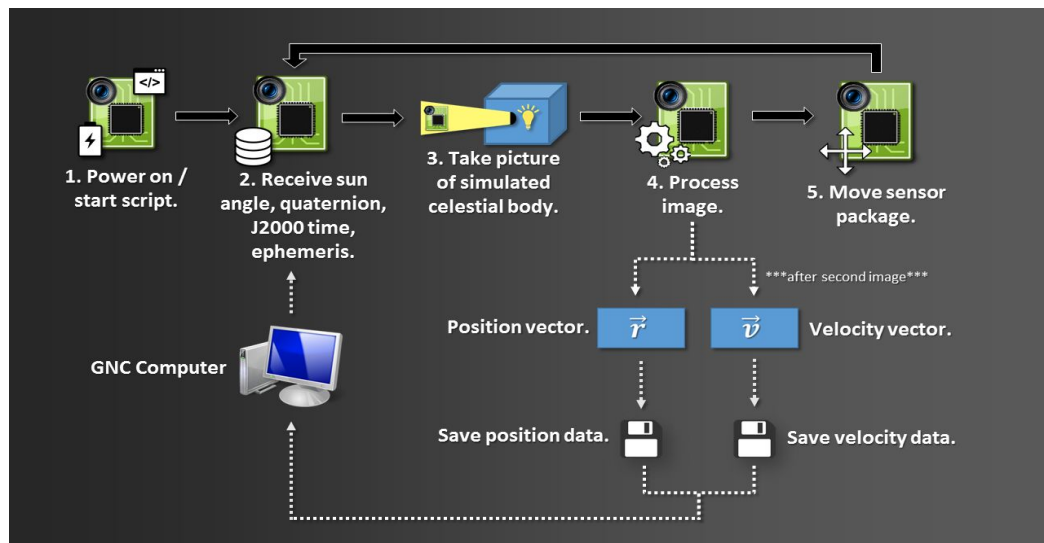 </>
1. Power on /
start script.
2. Receive sun
angle, quaternion,
J2000 time,
ephemeris.
3. Take picture
of simulated
celestial body.
4. Process
image.
5. Move sensor
package.
***after second image***
Position vector.
r⃗
v⃗
Velocity vector.
GNC Computer
Save position data.
Save velocity data.